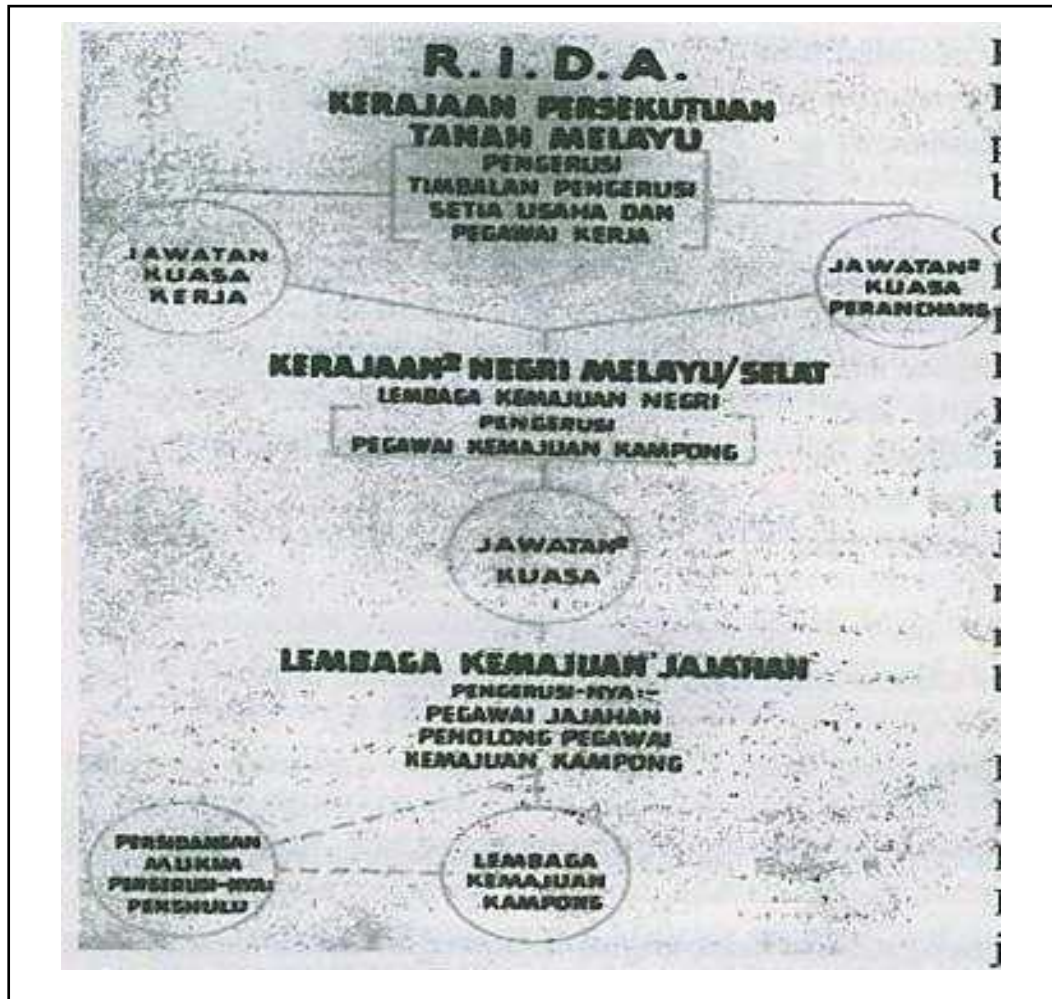 R. I. D. A.
KERAJAAN PERSEKUTUAN
TANAH MELAYU
PENGERUSI
TIMBALAN PENGERUSI
SETIA USAHA DAN
PEGAWAI KERJA
JAWATAN
KUASA
KERJA
JAWATAN²
KUASA
PERANCHANG
KERAJAAN² NEGRI MELAYU/SELAT
LEMBAGA KEMAJUAN NEGRI
PENGERUSI
PEGAWAI KEMAJUAN KAMPONG
JAWATAN²
KUASA
LEMBAGA KEMAJUAN JAJAHAN
PENGERUSI-NYA:-
PEGAWAI JAJAHAN
PENOLONG PEGAWAI
KEMAJUAN KAMPONG
PERSIDANGAN
MUKIM
PENGERUSI-NYA:
PENGHULU
LEMBAGA
KEMAJUAN
KAMPONG